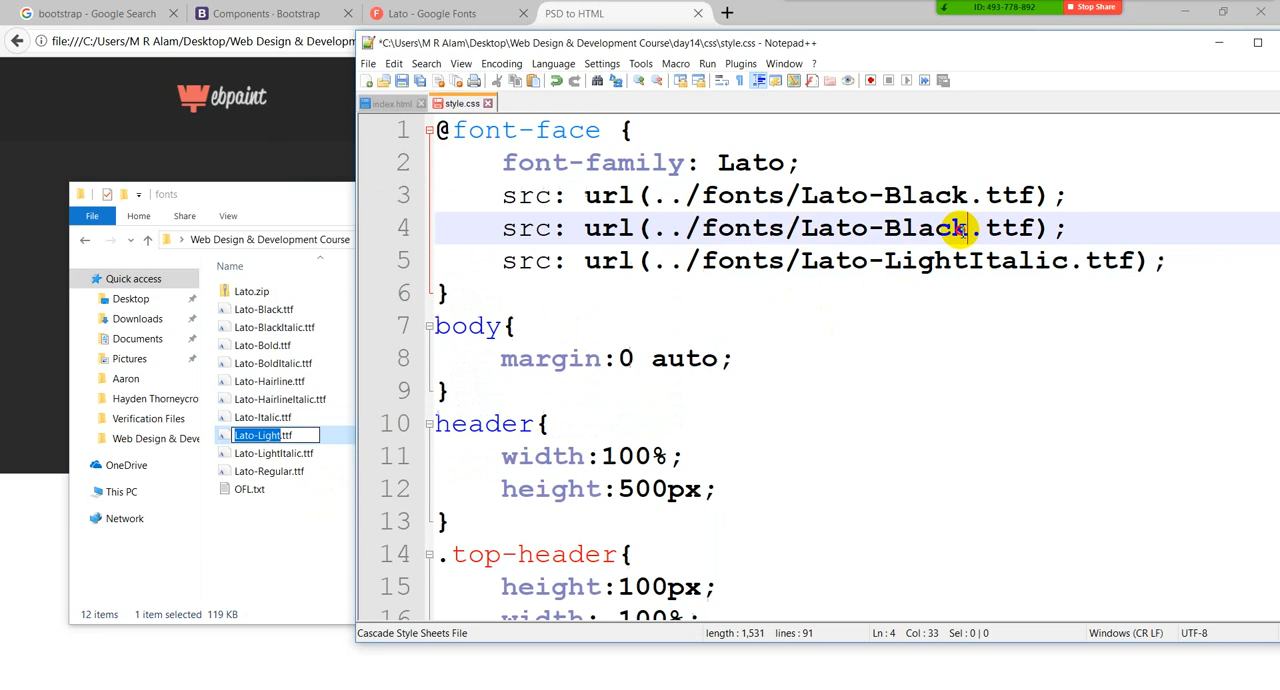 bootstrap - Google Search
Components · Bootstrap
Lato - Google Fonts
PSD to HTML
ID: 493-778-892
Stop Share
file:///C:/Users/M R Alam/Desktop/Web Design & Developm
ebpaint
*C:\Users\M R Alam\Desktop\Web Design & Development Course\day14\css\style.css - Notepad++
File Edit Search View Encoding Language Settings Tools Macro Run Plugins Window ?
index.html
style.css
1 @font-face {
2 font-family: Lato;
3 src: url(../fonts/Lato-Black.ttf);
4 src: url(../fonts/Lato-Black.ttf);
5 src: url(../fonts/Lato-LightItalic.ttf);
6 }
7 body{
8 margin:0 auto;
9 }
10 header{
11 width:100%;
12 height:500px;
13 }
14 .top-header{
15 height:100px;
16 width: 100%;
Cascade Style Sheets File
length : 1,531 lines : 91
Ln : 4 Col : 33 Sel : 0 | 0
Windows (CR LF)
UTF-8
fonts
File Home Share View
Web Design & Development Course
Quick access
Desktop
Downloads
Documents
Pictures
Aaron
Hayden Thorneycro
Verification Files
Web Design & Deve
OneDrive
This PC
Network
Name
Lato.zip
Lato-Black.ttf
Lato-BlackItalic.ttf
Lato-Bold.ttf
Lato-BoldItalic.ttf
Lato-Hairline.ttf
Lato-HairlineItalic.ttf
Lato-Italic.ttf
Lato-Light.ttf
Lato-LightItalic.ttf
Lato-Regular.ttf
OFL.txt
12 items 1 item selected 119 KB